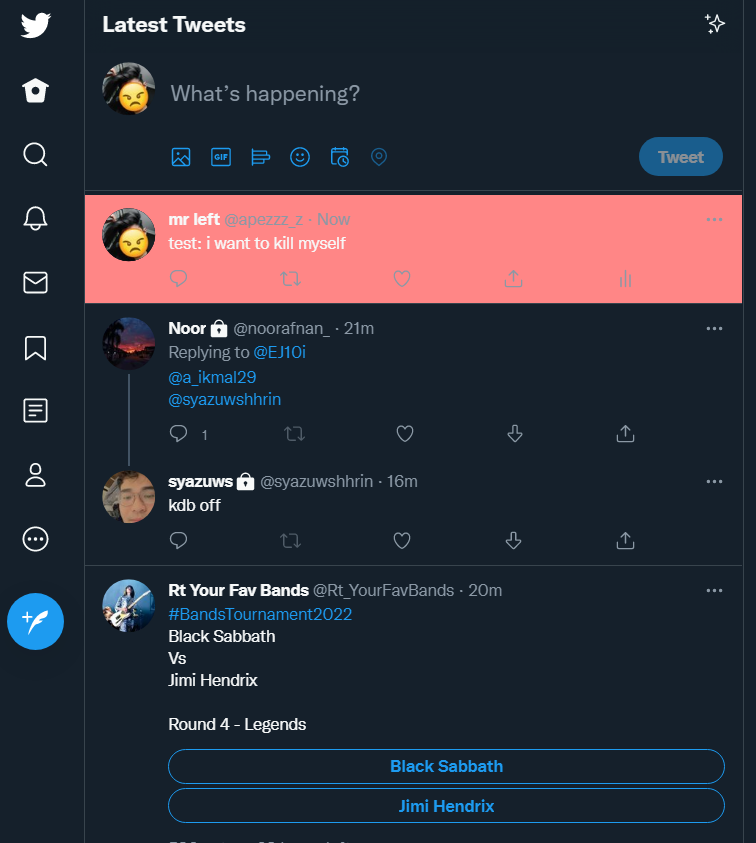 Latest Tweets
What's happening?
GIF
Tweet
mr left @apezzz_z · Now
test: i want to kill myself
Noor @noorafnan_ · 21m
Replying to @EJ10i
@a_ikmal29
@syazuwshhrin
1
syazuws @syazuwshhrin · 16m
kdb off
Rt Your Fav Bands @Rt_YourFavBands · 20m
#BandsTournament2022
Black Sabbath
Vs
Jimi Hendrix
Round 4 - Legends
Black Sabbath
Jimi Hendrix